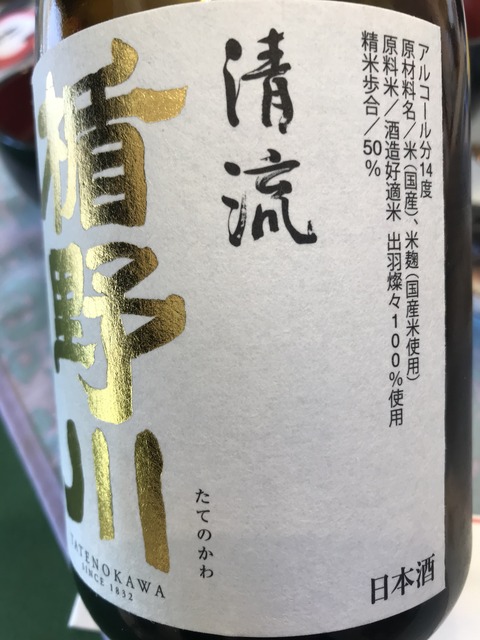 アルコール分14度
原材料名／米(国産)、米麹(国産米使用)
原料米／酒造好適米 出羽燦々100%使用
精米歩合／50%
清流
楯野川
たてのかわ
TATENOKAWA
SINCE 1832
日本酒